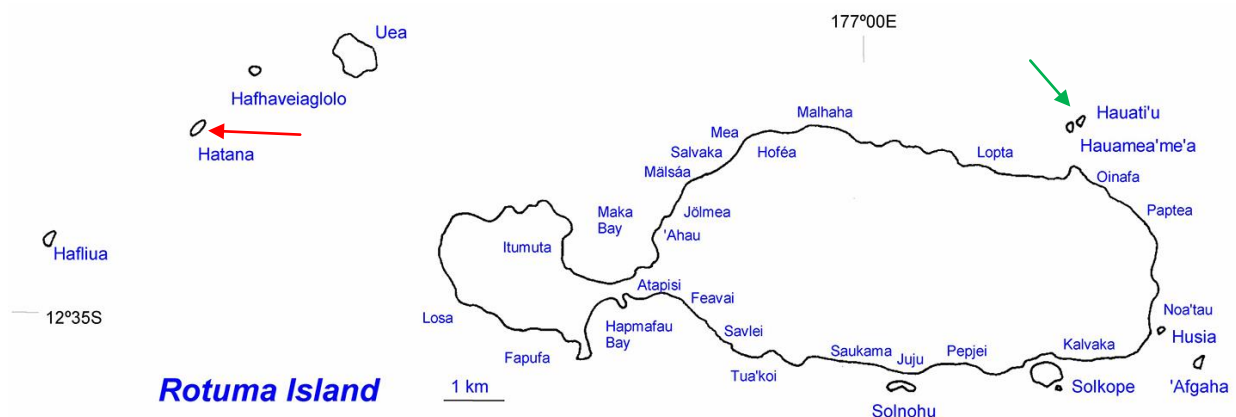 177º00E
Uea
Hafhaveiaglolo
Hatana
Hafliua
12º35S
Malhaha
Mea
Salvaka
Hoféa
Mälsáa
Lopta
Hauati'u
Hauamea'me'a
Oinafa
Paptea
Maka
Bay
Jölmea
'Ahau
Itumuta
Atapisi
Feavai
Losa
Hapmafau
Bay
Savlei
Fapufa
Tua'koi
Saukama
Juju
Pepjei
Kalvaka
Noa'tau
Husia
'Afgaha
Solkope
Solnohu
Rotuma Island
1 km